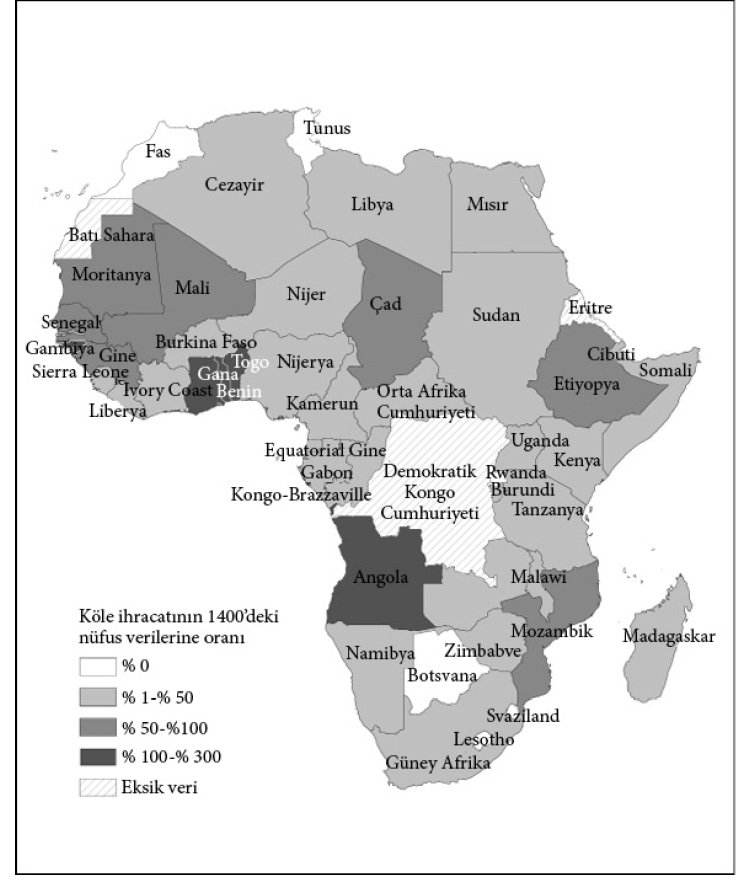 Tunus
Fas
Cezayir
Libya
Mısır
Batı Sahara
Moritanya
Mali
Nijer
Çad
Sudan
Eritre
Senegal
Gambiya
Gine
Sierra Leone
Burkina Faso
Togo
Gana
Benin
Nijerya
Cibuti
Somali
Etiyopya
Ivory Coast
Liberya
Kamerun
Orta Afrika
Cumhuriyeti
Equatorial Gine
Gabon
Kongo-Brazzaville
Demokratik
Kongo
Cumhuriyeti
Uganda
Kenya
Rwanda
Burundi
Tanzanya
Angola
Malawi
Mozambik
Madagaskar
Namibya
Zimbabve
Botsvana
Svaziland
Lesotho
Güney Afrika
Köle ihracatının 1400’deki
nüfus verilerine oranı
% 0
% 1-% 50
% 50-%100
% 100-% 300
Eksik veri